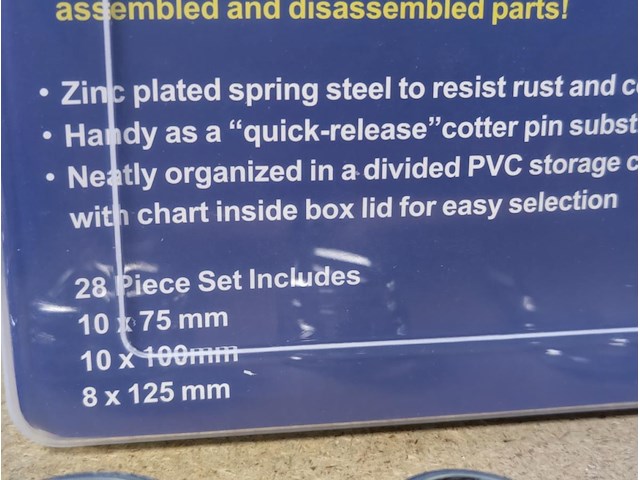 assembled and disassembled parts!
• Zinc plated spring steel to resist rust and
• Handy as a “quick-release”cotter pin
• Neatly organized in a divided PVC storage
with chart inside box lid for easy selection
28 Piece Set Includes
10 x 75 mm
10 x 100mm
8 x 125 mm